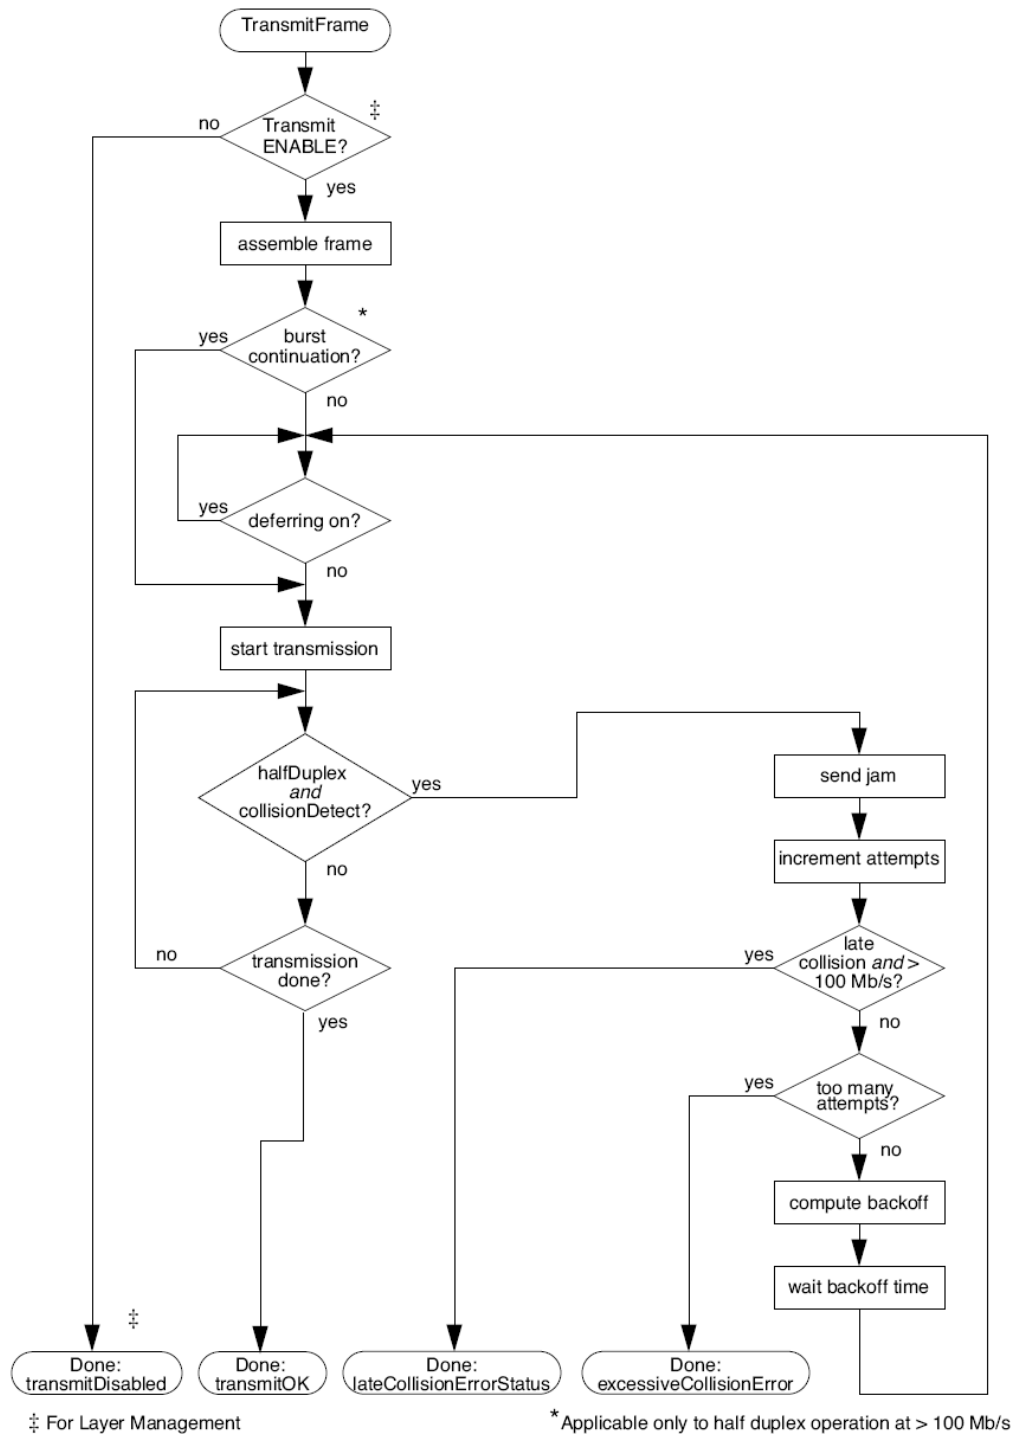 TransmitFrame
‡
no
Transmit
ENABLE?
yes
assemble frame
*
yes
burst
continuation?
no
yes
deferring on?
no
start transmission
halfDuplex
and
collisionDetect?
yes
no
send jam
increment attempts
no
transmission
done?
yes
yes
late
collision and >
100 Mb/s?
no
yes
too many
attempts?
no
compute backoff
wait backoff time
‡
Done:
transmitDisabled
Done:
transmitOK
Done:
lateCollisionErrorStatus
Done:
excessiveCollisionError
‡ For Layer Management
*Applicable only to half duplex operation at > 100 Mb/s